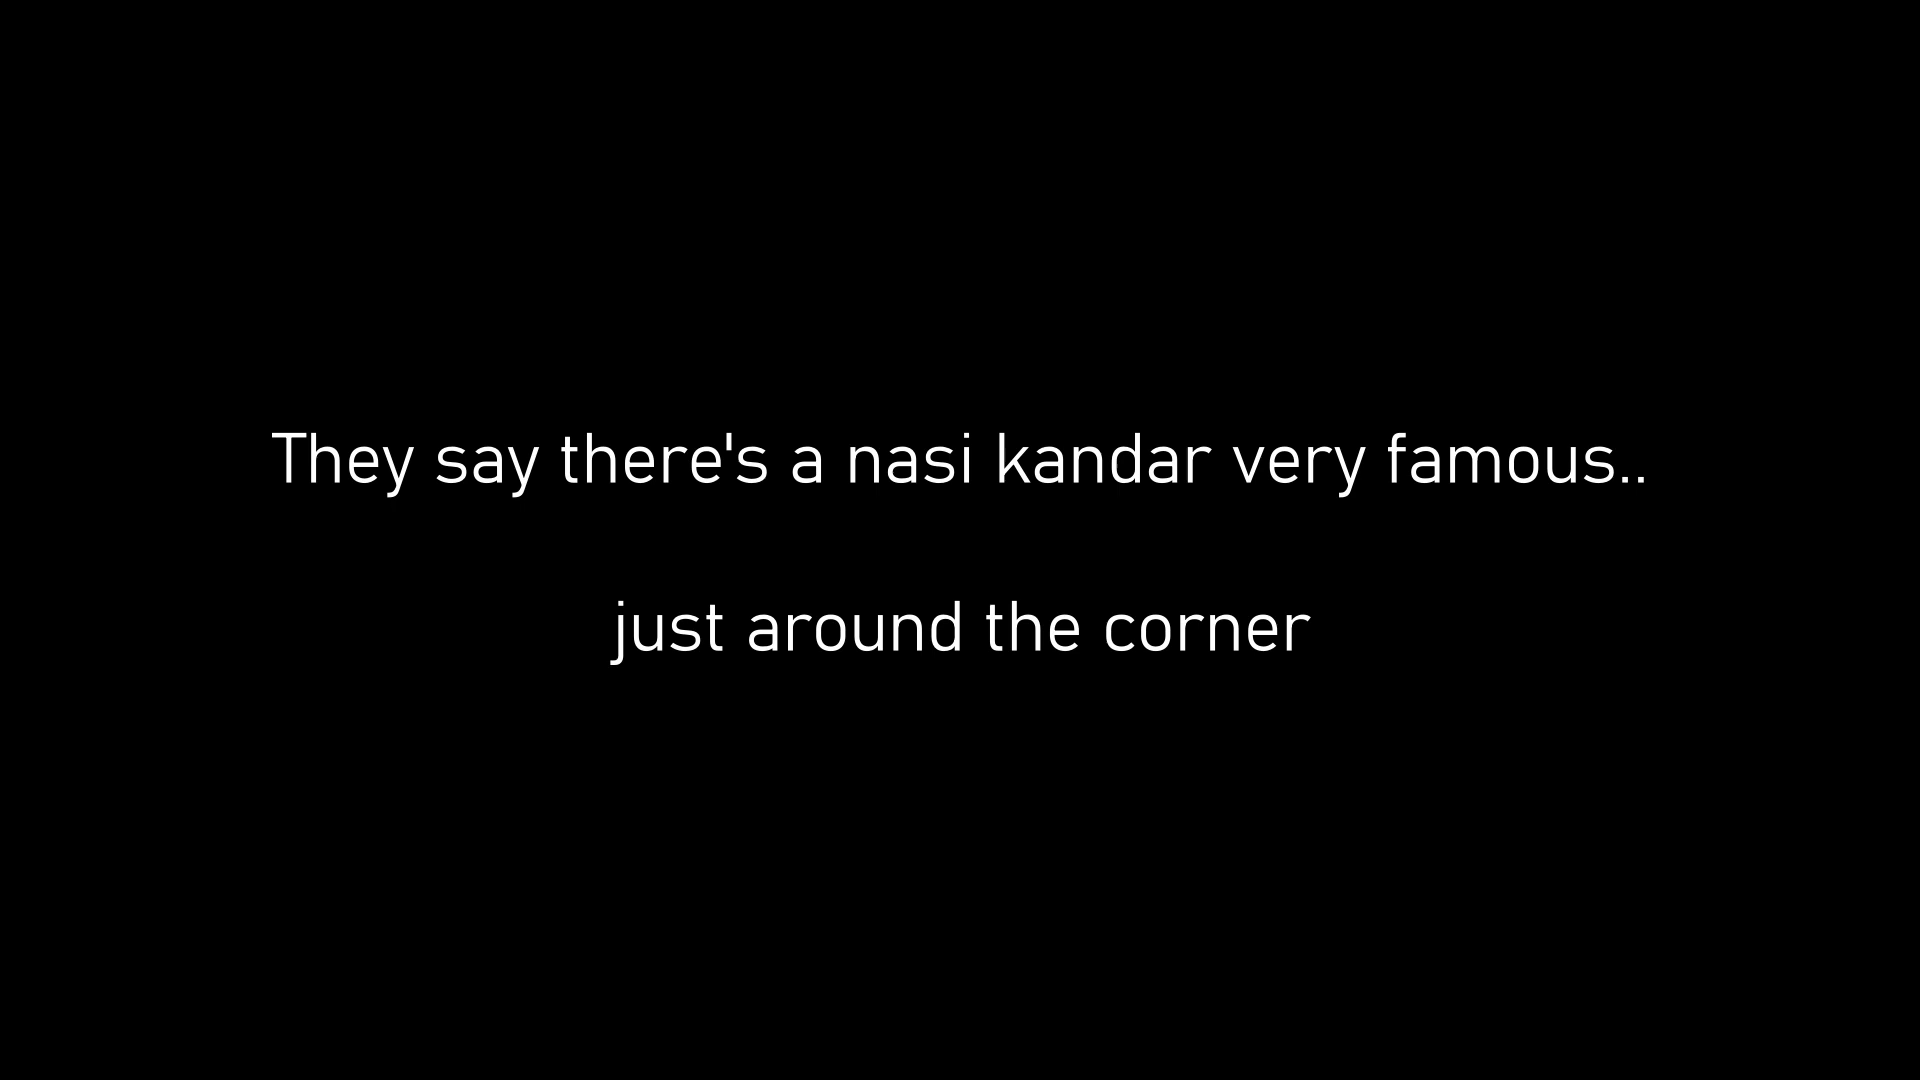 They say there's a nasi kandar very famous..
just around the corner